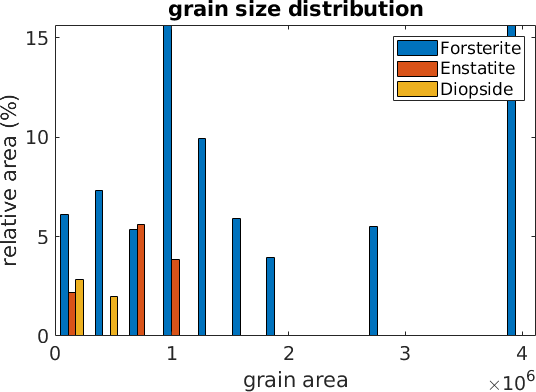 grain size distribution
15
10
5
0
relative area (%)
Forsterite
Enstatite
Diopside
0 1 2 3 4
×10^6
grain area